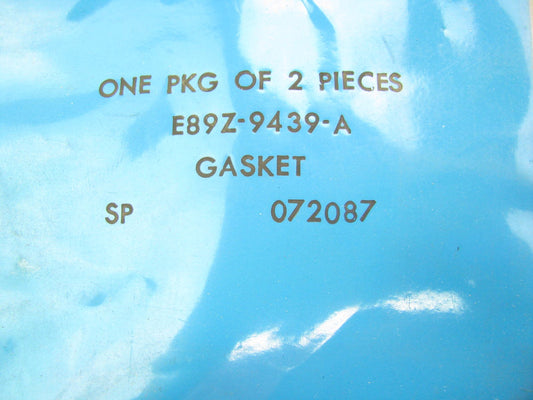 ONE PKG OF 2 PIECES
E89Z-9439-A
GASKET
SP 072087